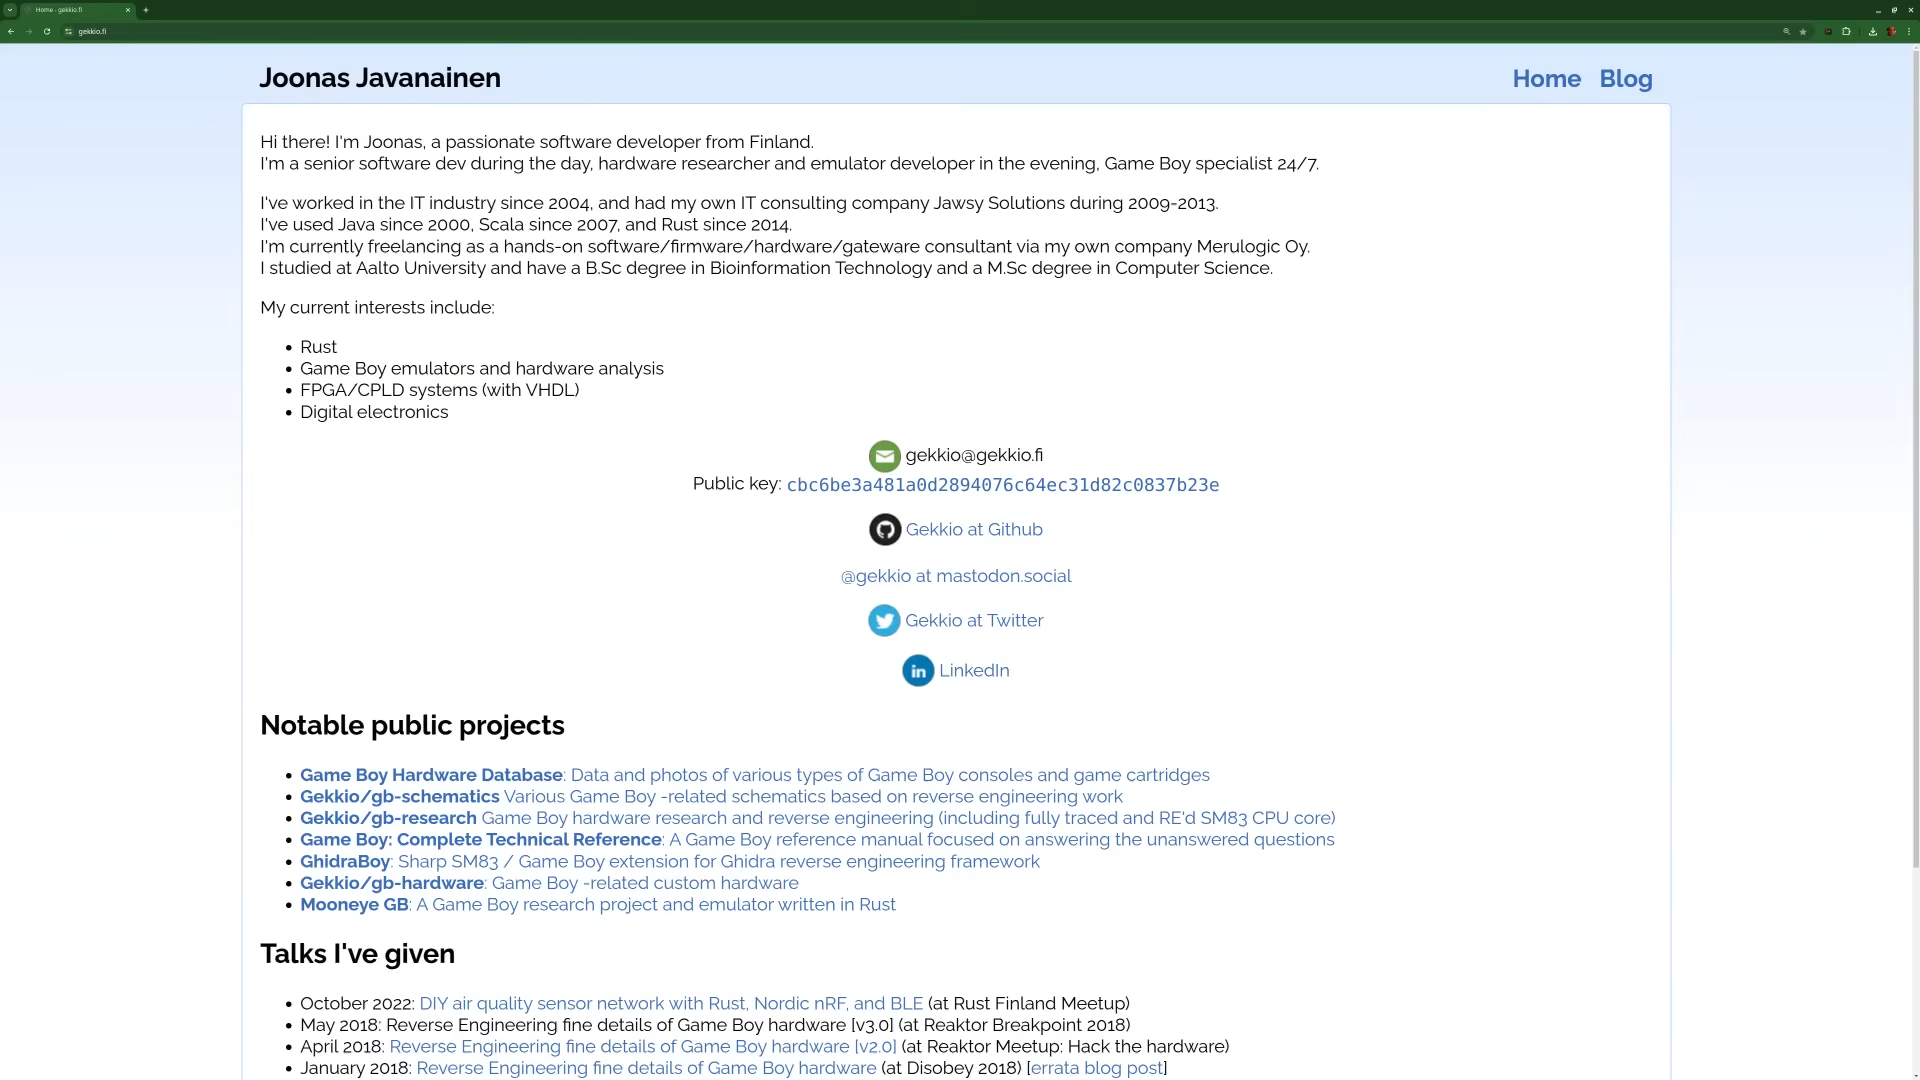 Home - gekkio.fi
gekkio.fi
Joonas Javanainen
Home Blog
Hi there! I'm Joonas, a passionate software developer from Finland.
I'm a senior software dev during the day, hardware researcher and emulator developer in the evening, Game Boy specialist 24/7.
I've worked in the IT industry since 2004, and had my own IT consulting company Jawsy Solutions during 2009-2013.
I've used Java since 2000, Scala since 2007, and Rust since 2014.
I'm currently freelancing as a hands-on software/firmware/hardware/gateware consultant via my own company Merulogic Oy.
I studied at Aalto University and have a B.Sc degree in Bioinformation Technology and a M.Sc degree in Computer Science.
My current interests include:
• Rust
• Game Boy emulators and hardware analysis
• FPGA/CPLD systems (with VHDL)
• Digital electronics
gekkio@gekkio.fi
Public key: cbc6be3a481a0d2894076c64ec31d82c0837b23e
Gekkio at Github
@gekkio at mastodon.social
Gekkio at Twitter
in LinkedIn
Notable public projects
• Game Boy Hardware Database: Data and photos of various types of Game Boy consoles and game cartridges
• Gekkio/gb-schematics Various Game Boy -related schematics based on reverse engineering work
• Gekkio/gb-research Game Boy hardware research and reverse engineering (including fully traced and RE'd SM83 CPU core)
• Game Boy: Complete Technical Reference: A Game Boy reference manual focused on answering the unanswered questions
• GhidraBoy: Sharp SM83 / Game Boy extension for Ghidra reverse engineering framework
• Gekkio/gb-hardware: Game Boy -related custom hardware
• Mooneye GB: A Game Boy research project and emulator written in Rust
Talks I've given
• October 2022: DIY air quality sensor network with Rust, Nordic nRF, and BLE (at Rust Finland Meetup)
• May 2018: Reverse Engineering fine details of Game Boy hardware [v3.0] (at Reaktor Breakpoint 2018)
• April 2018: Reverse Engineering fine details of Game Boy hardware [v2.0] (at Reaktor Meetup: Hack the hardware)
• January 2018: Reverse Engineering fine details of Game Boy hardware (at Disobey 2018) [errata blog post]